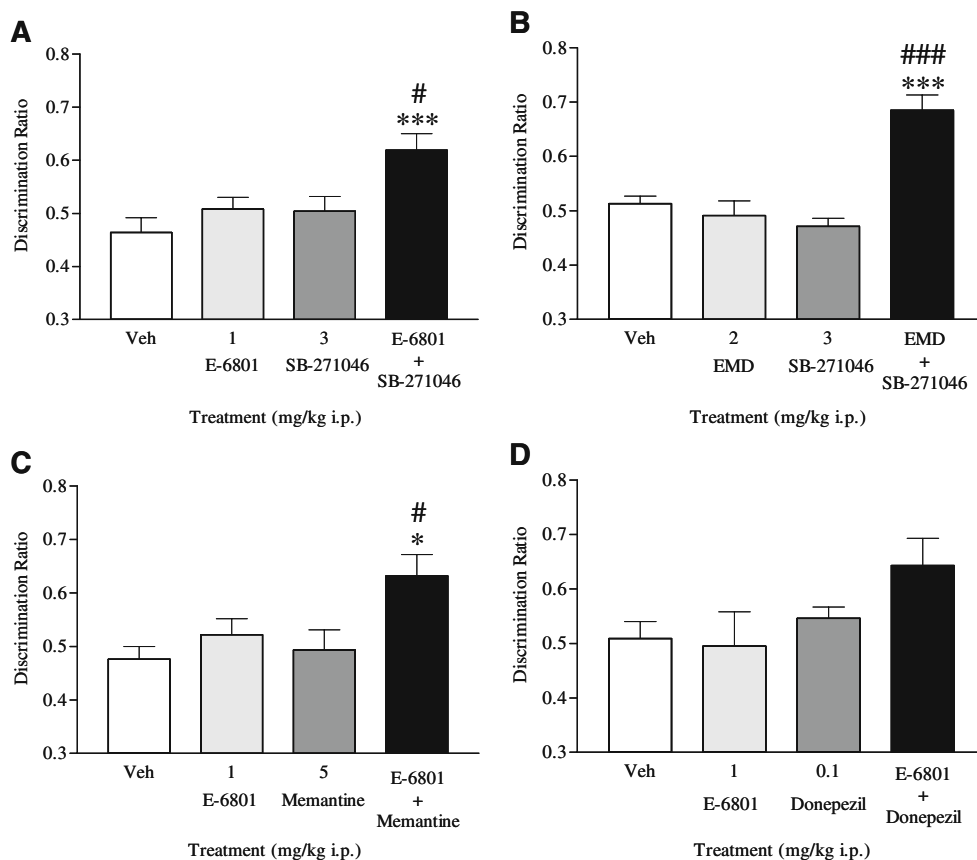 A
0.8
0.7
0.6
0.5
0.4
0.3
Discrimination Ratio
#
***
Veh
1
E-6801
3
SB-271046
E-6801
+
SB-271046
Treatment (mg/kg i.p.)
B
0.8
0.7
0.6
0.5
0.4
0.3
Discrimination Ratio
###
***
Veh
2
EMD
3
SB-271046
EMD
+
SB-271046
Treatment (mg/kg i.p.)
C
0.8
0.7
0.6
0.5
0.4
0.3
Discrimination Ratio
#
*
Veh
1
E-6801
5
Memantine
E-6801
+
Memantine
Treatment (mg/kg i.p.)
D
0.8
0.7
0.6
0.5
0.4
0.3
Discrimination Ratio
Veh
1
E-6801
0.1
Donepezil
E-6801
+
Donepezil
Treatment (mg/kg i.p.)